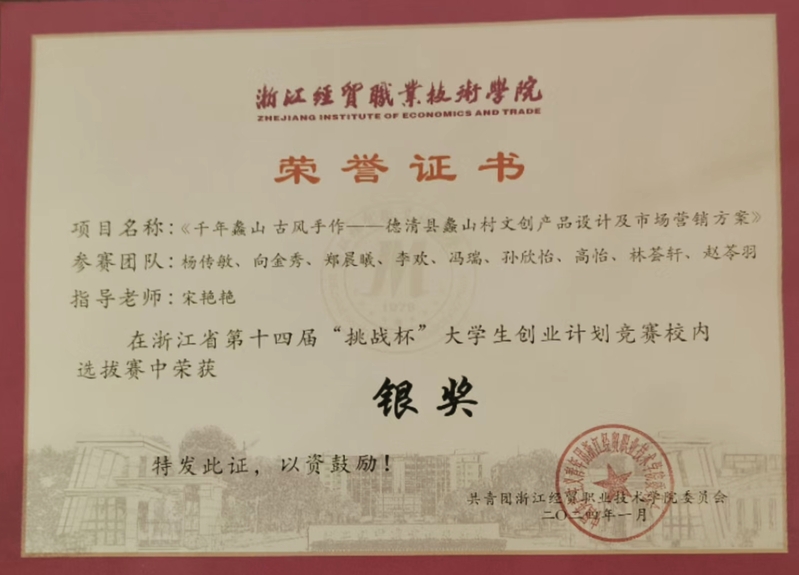 浙江经贸職業技術學院
ZHEJIANG INSTITUTE OF ECONOMICS AND TRADE
荣誉证书
项目名称：《千年蠡山 古风手作——德清县蠡山村文创产品设计及市场营销方案》
参赛团队：杨传敏、向金秀、郑晨曦、李欢、冯瑞、孙欣怡、高怡、林荟轩、赵苓羽
指导老师：宋艳艳
在浙江省第十四届“挑战杯”大学生创业计划竞赛校内
选拔赛中荣获
银奖
特发此证，以资鼓励！
共青团浙江经贸职业技术学院委员会
二〇二四年一月